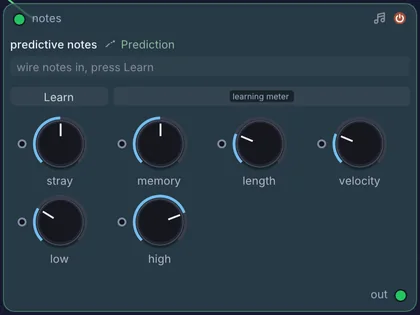 notes
predictive notes Prediction
wire notes in, press Learn
Learn learning meter
stray memory length velocity
low high
out